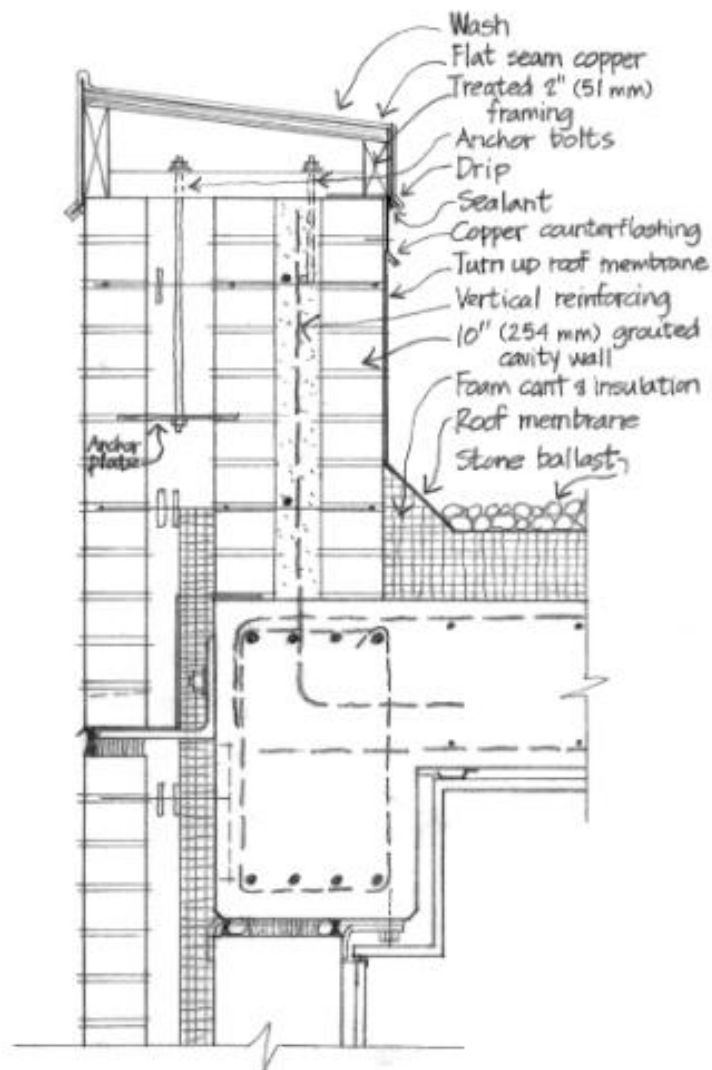 Wash
Flat seam copper
Treated 2" (51 mm)
framing
Anchor bolts
Drip
Sealant
Copper counterflashing
Turn up roof membrane
Vertical reinforcing
10" (254 mm) grouted
cavity wall
Foam cant & insulation
Roof membrane
Stone ballast
Anchor
plate